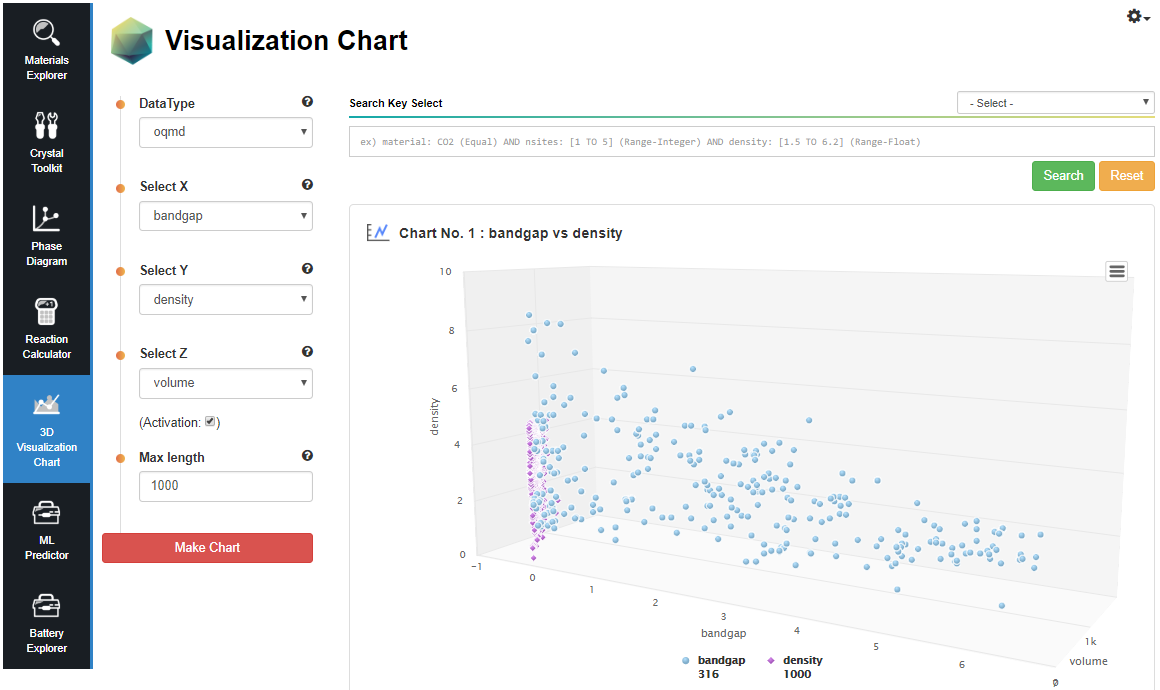 Materials
Explorer
Crystal
Toolkit
Phase
Diagram
Reaction
Calculator
3D
Visualization
Chart
ML
Predictor
Battery
Explorer
Visualization Chart
DataType
oqmd
Select X
bandgap
Select Y
density
Select Z
volume
(Activation: )
Max length
1000
Make Chart
Search Key Select
- Select -
ex) material: CO2 (Equal) AND nsites: [1 TO 5] (Range-Integer) AND density: [1.5 TO 6.2] (Range-Float)
Search Reset
Chart No. 1 : bandgap vs density
10
8
6
4
2
0
density
−1
0
1
2
3
4
5
6
bandgap
1k
volume
bandgap density
316 1000